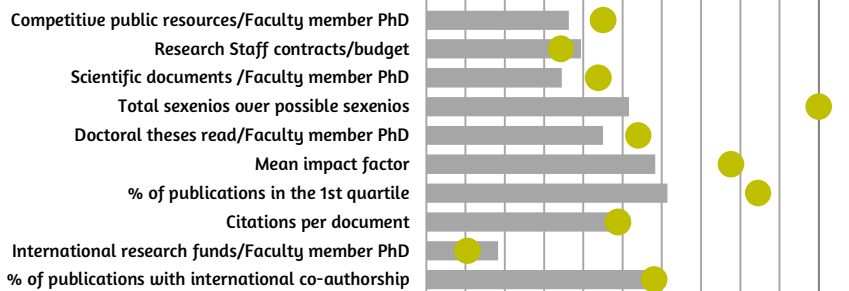 Competitive public resources/Faculty member PhD
Research Staff contracts/budget
Scientific documents /Faculty member PhD
Total sexenios over possible sexenios
Doctoral theses read/Faculty member PhD
Mean impact factor
% of publications in the 1st quartile
Citations per document
International research funds/Faculty member PhD
% of publications with international co-authorship